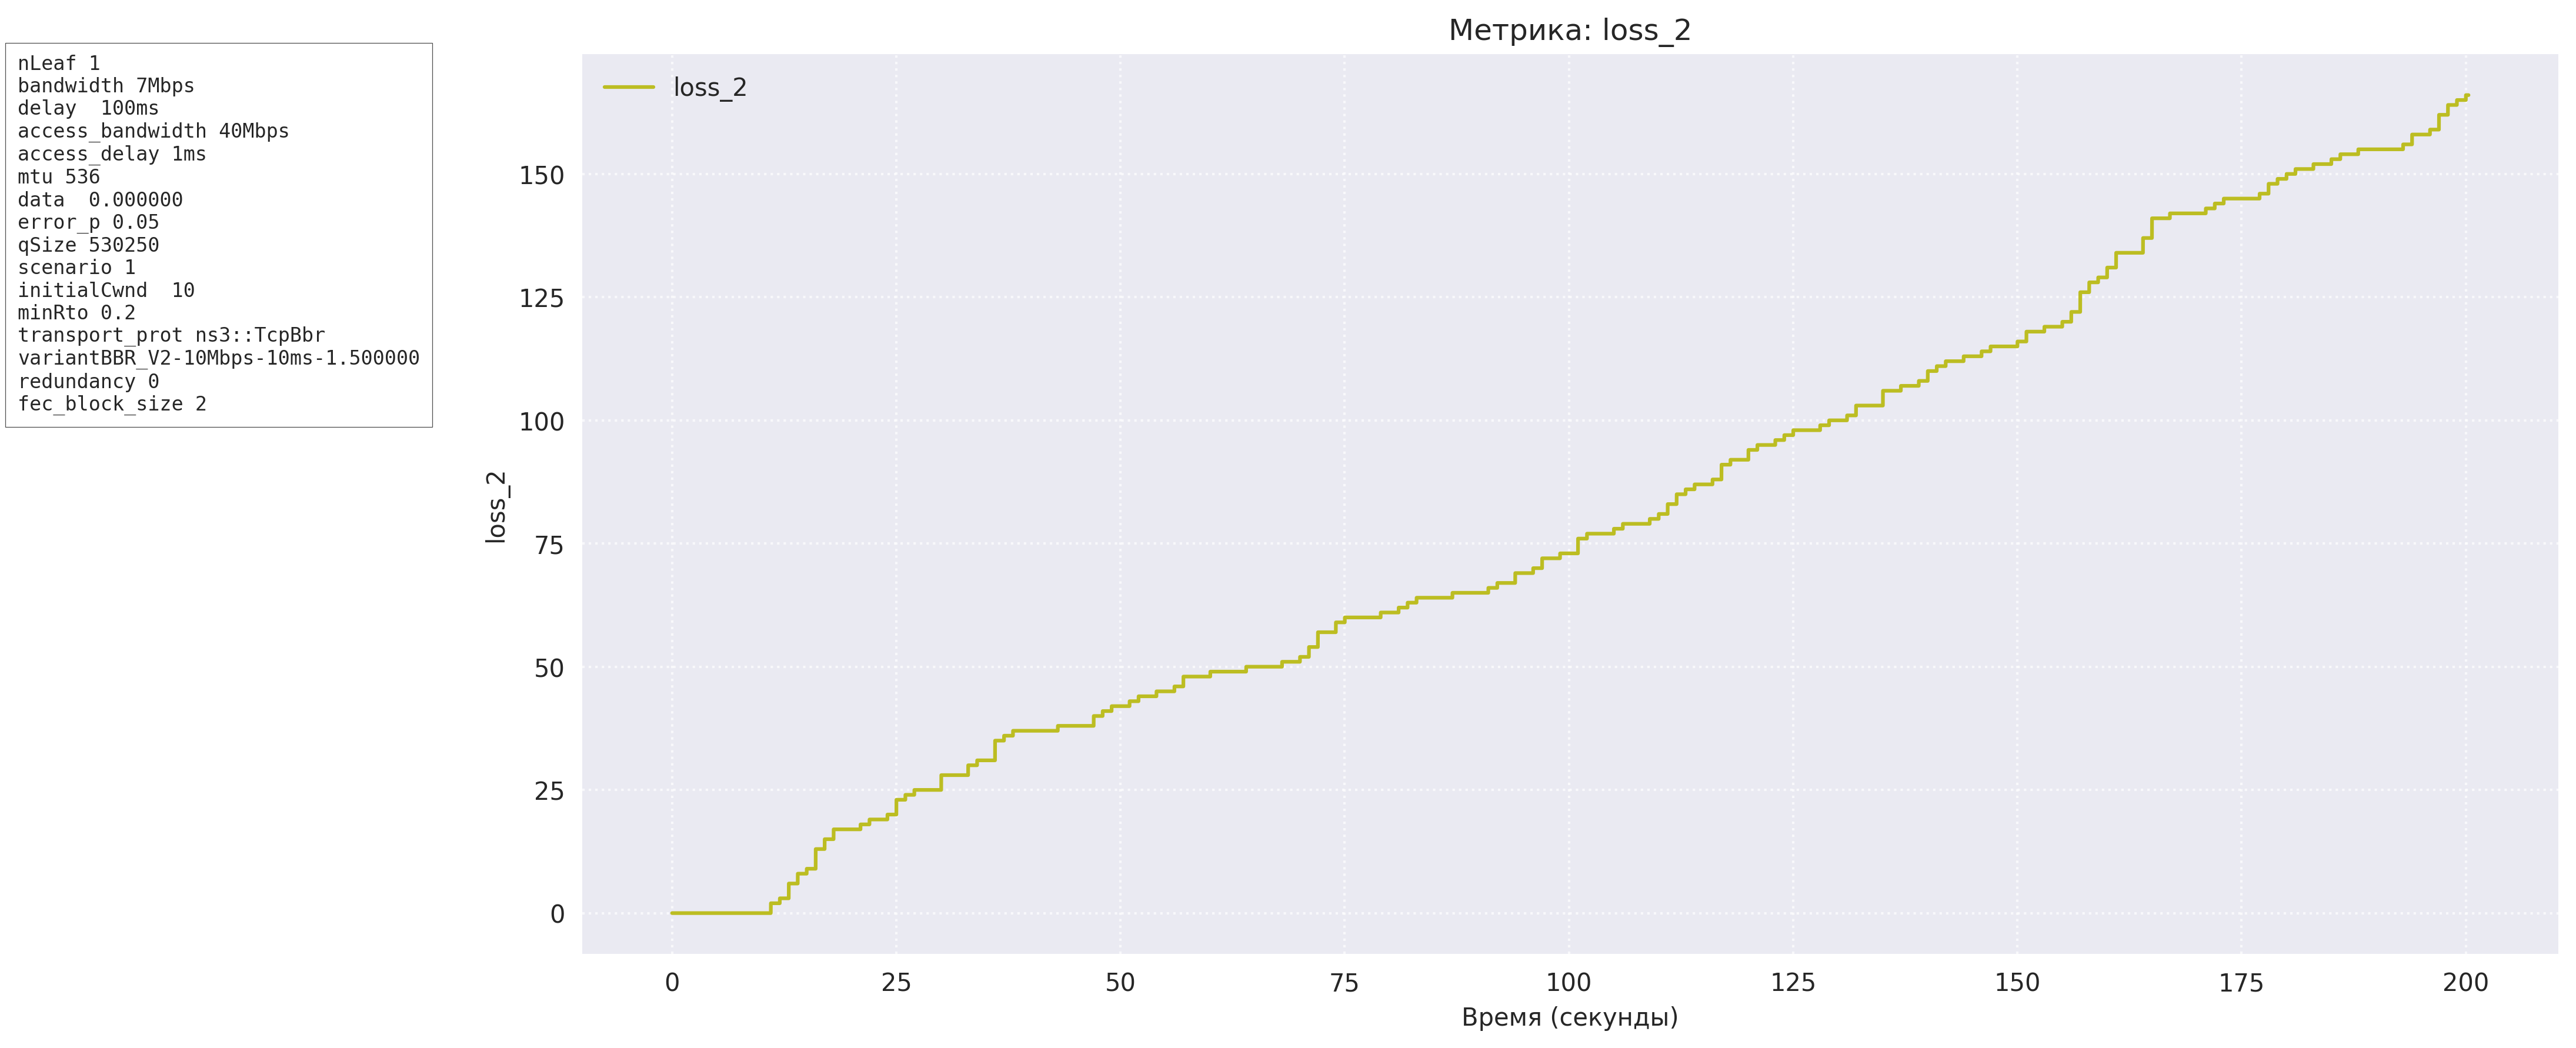 Метрика: loss_2
nLeaf 1
bandwidth 7Mbps
delay  100ms
access_bandwidth 40Mbps
access_delay 1ms
mtu 536
data  0.000000
error_p 0.05
qSize 530250
scenario 1
initialCwnd  10
minRto 0.2
transport_prot ns3::TcpBbr
variantBBR_V2-10Mbps-10ms-1.500000
redundancy 0
fec_block_size 2
loss_2
loss_2
150
125
100
75
50
25
0
0 25 50 75 100 125 150 175 200
Время (секунды)